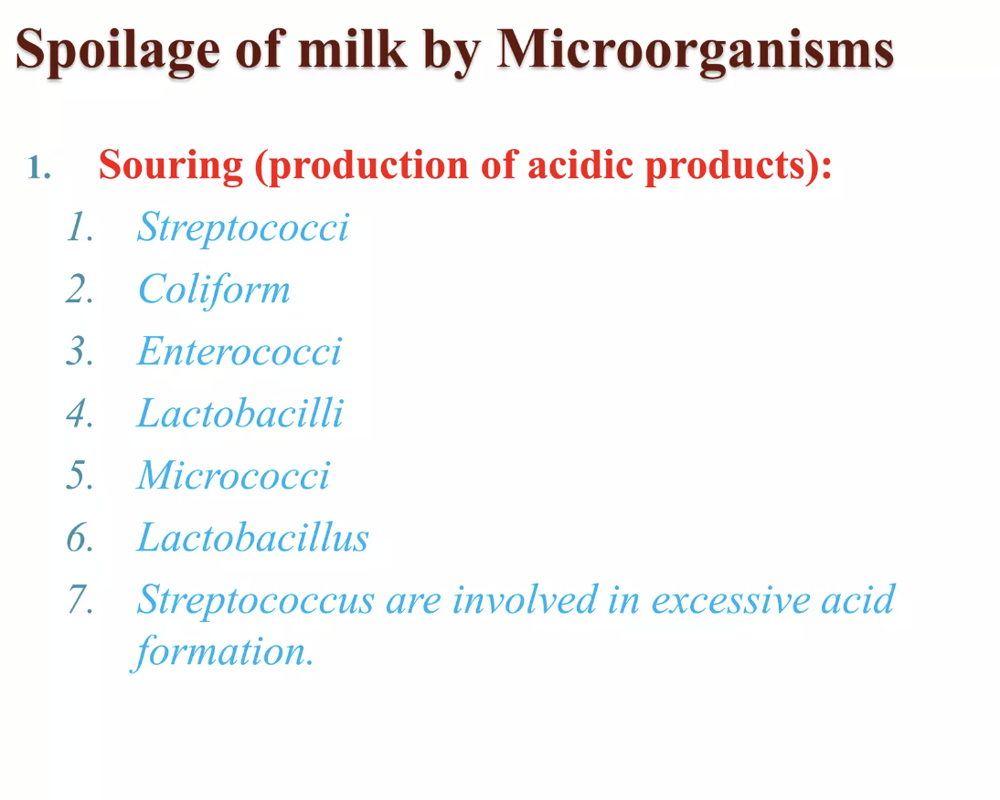 Spoilage of milk by Microorganisms
1. Souring (production of acidic products):
1. Streptococci
2. Coliform
3. Enterococci
4. Lactobacilli
5. Micrococci
6. Lactobacillus
7. Streptococcus are involved in excessive acid
formation.